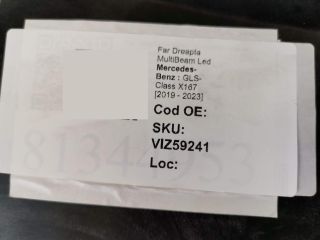 Far Dreapta
MultiBeam Led
Mercedes-
Benz : GLS-
Class X167
[2019 - 2023]
Cod OE:
SKU:
VIZ59241
Loc: